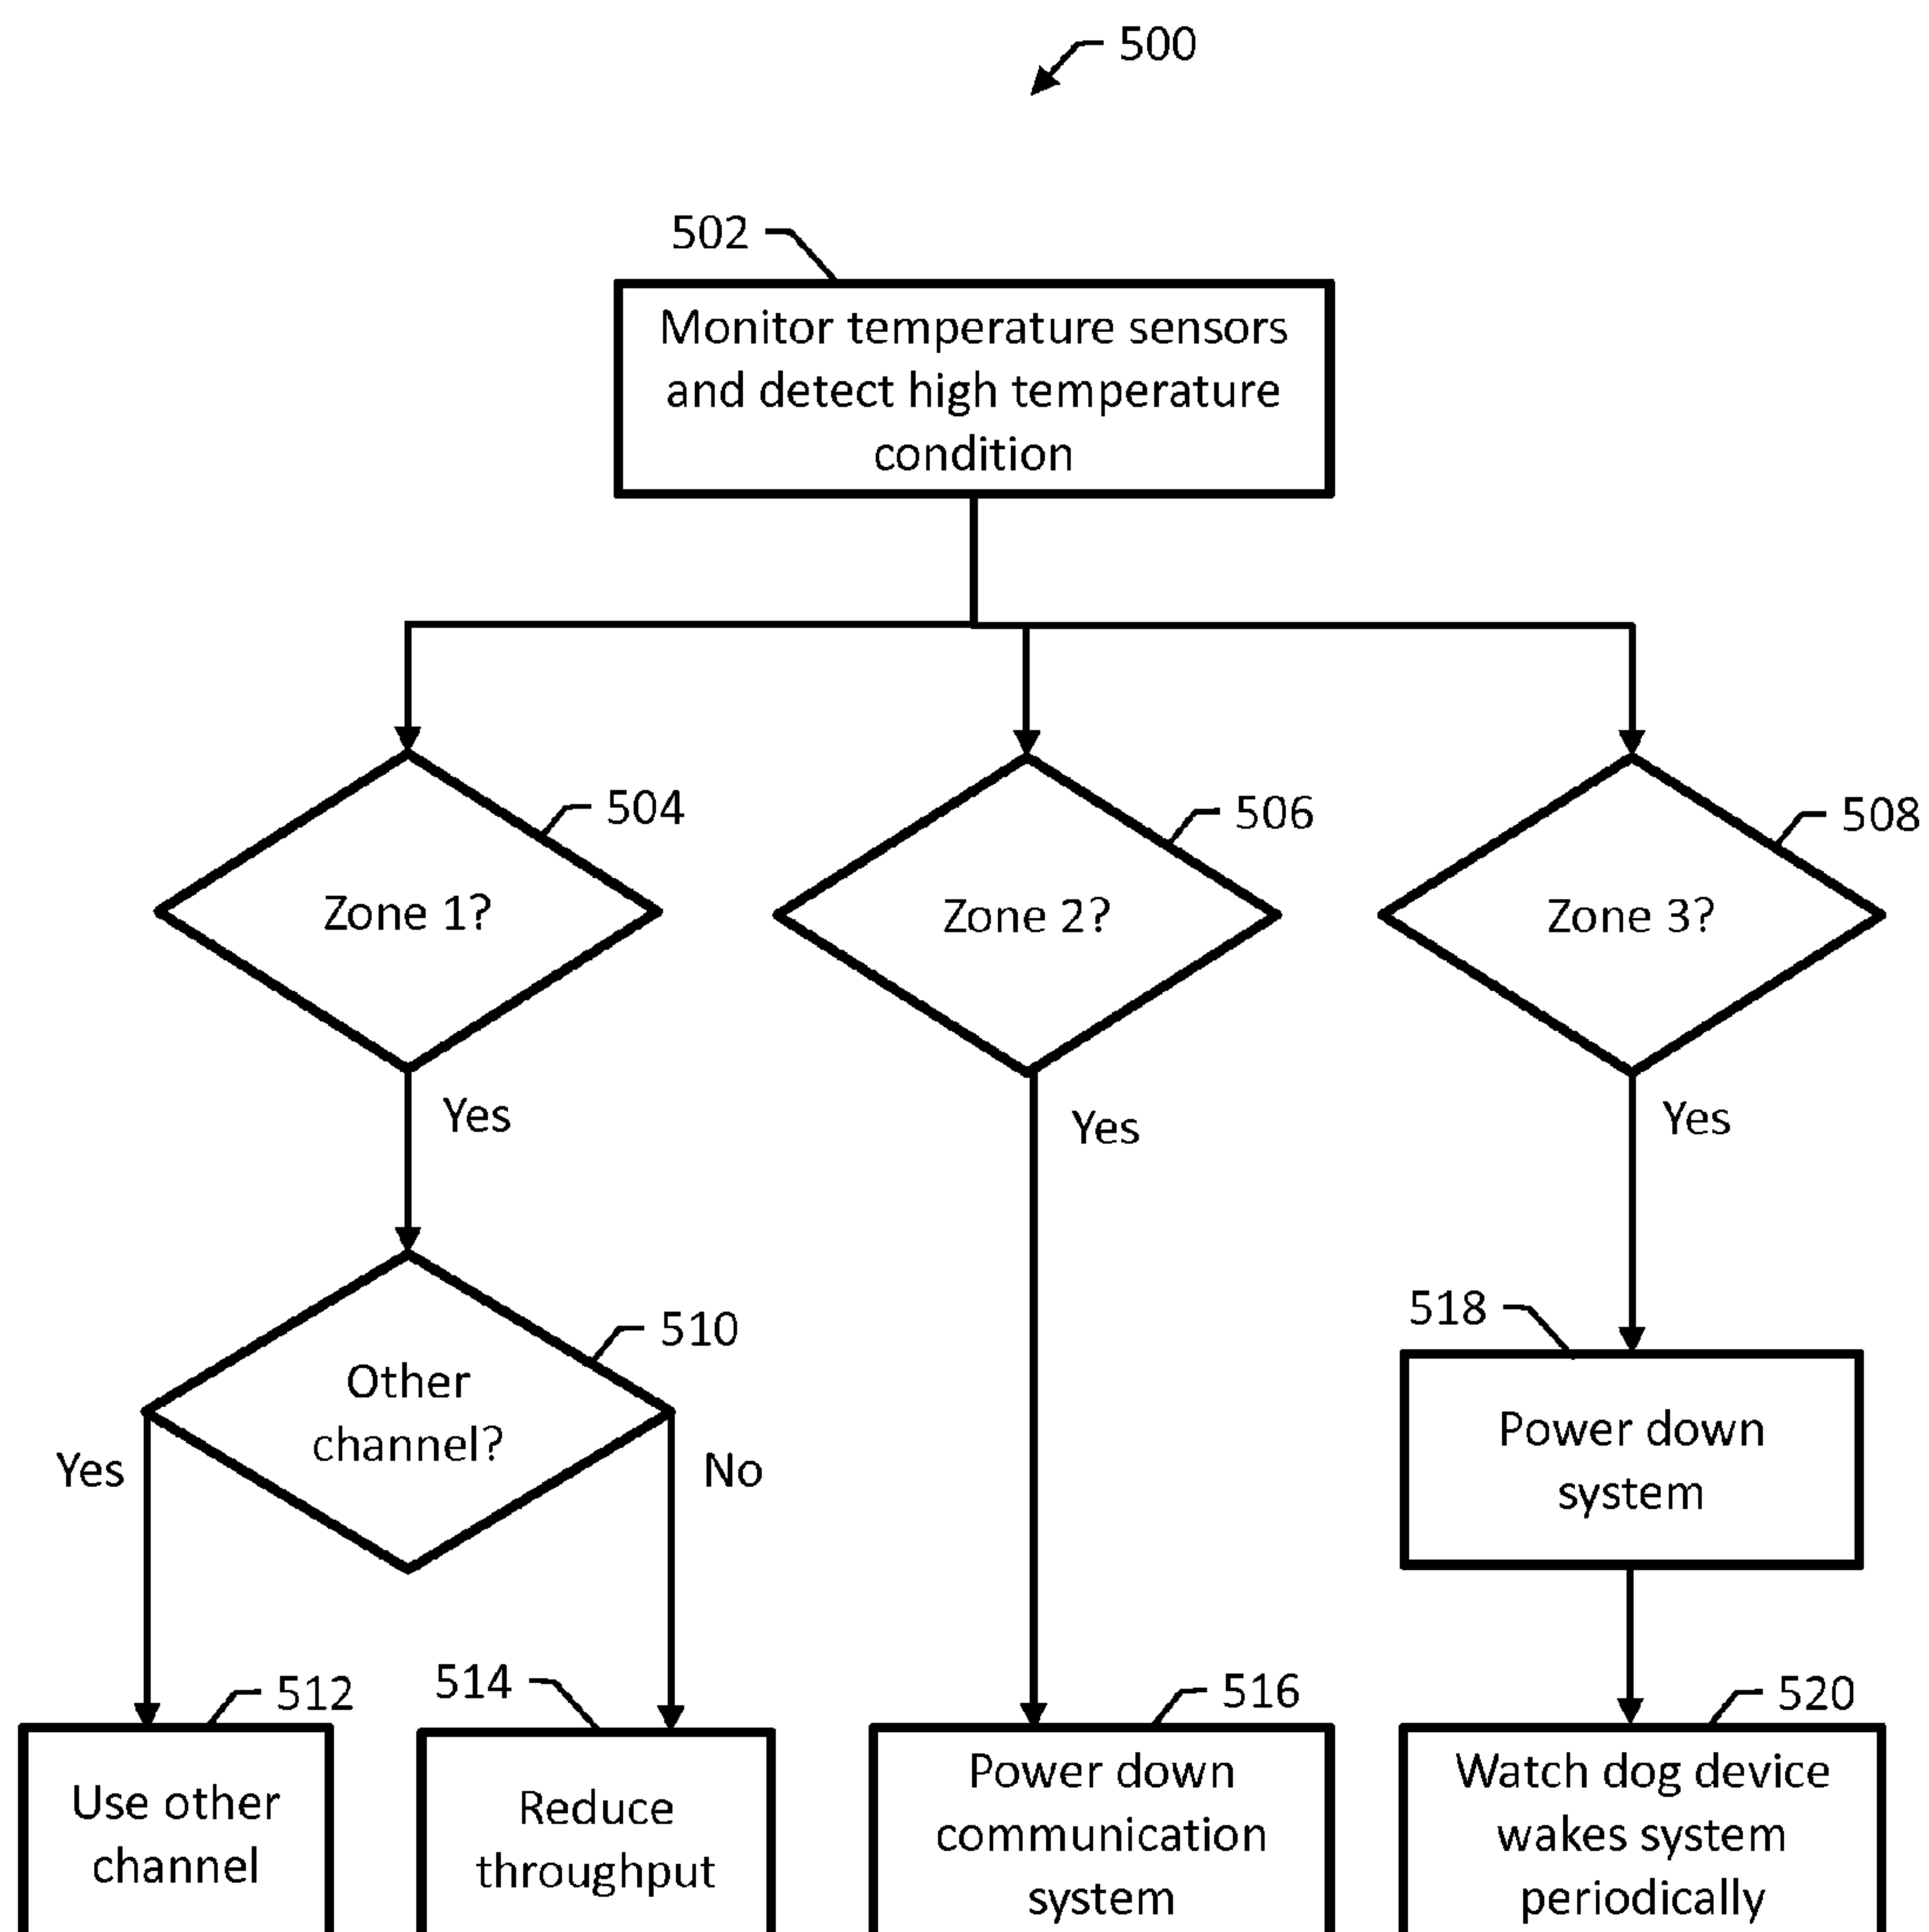 500
502
Monitor temperature sensors
and detect high temperature
condition
504
506
508
Zone 1?
Zone 2?
Zone 3?
Yes
Yes
Yes
510
Other
channel?
Yes
No
518
Power down
system
512
514
516
520
Use other
channel
Reduce
throughput
Power down
communication
system
Watch dog device
wakes system
periodically